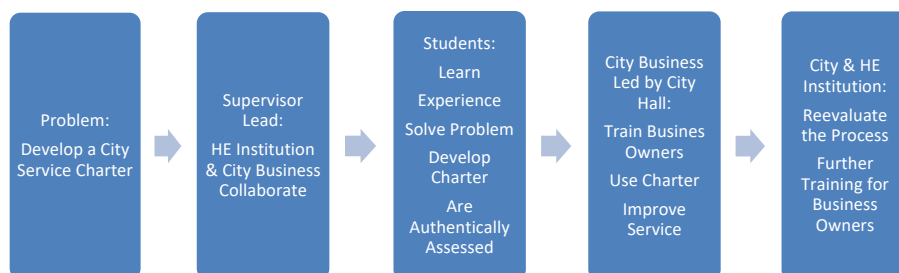 Problem:
Develop a City
Service Charter
Supervisor
Lead:
HE Institution
& City Business
Collaborate
Students:
Learn
Experience
Solve Problem
Develop
Charter
Are
Authentically
Assessed
City Business
Led by City
Hall:
Train Busines
Owners
Use Charter
Improve
Service
City & HE
Institution:
Reevaluate
the Process
Further
Training for
Business
Owners